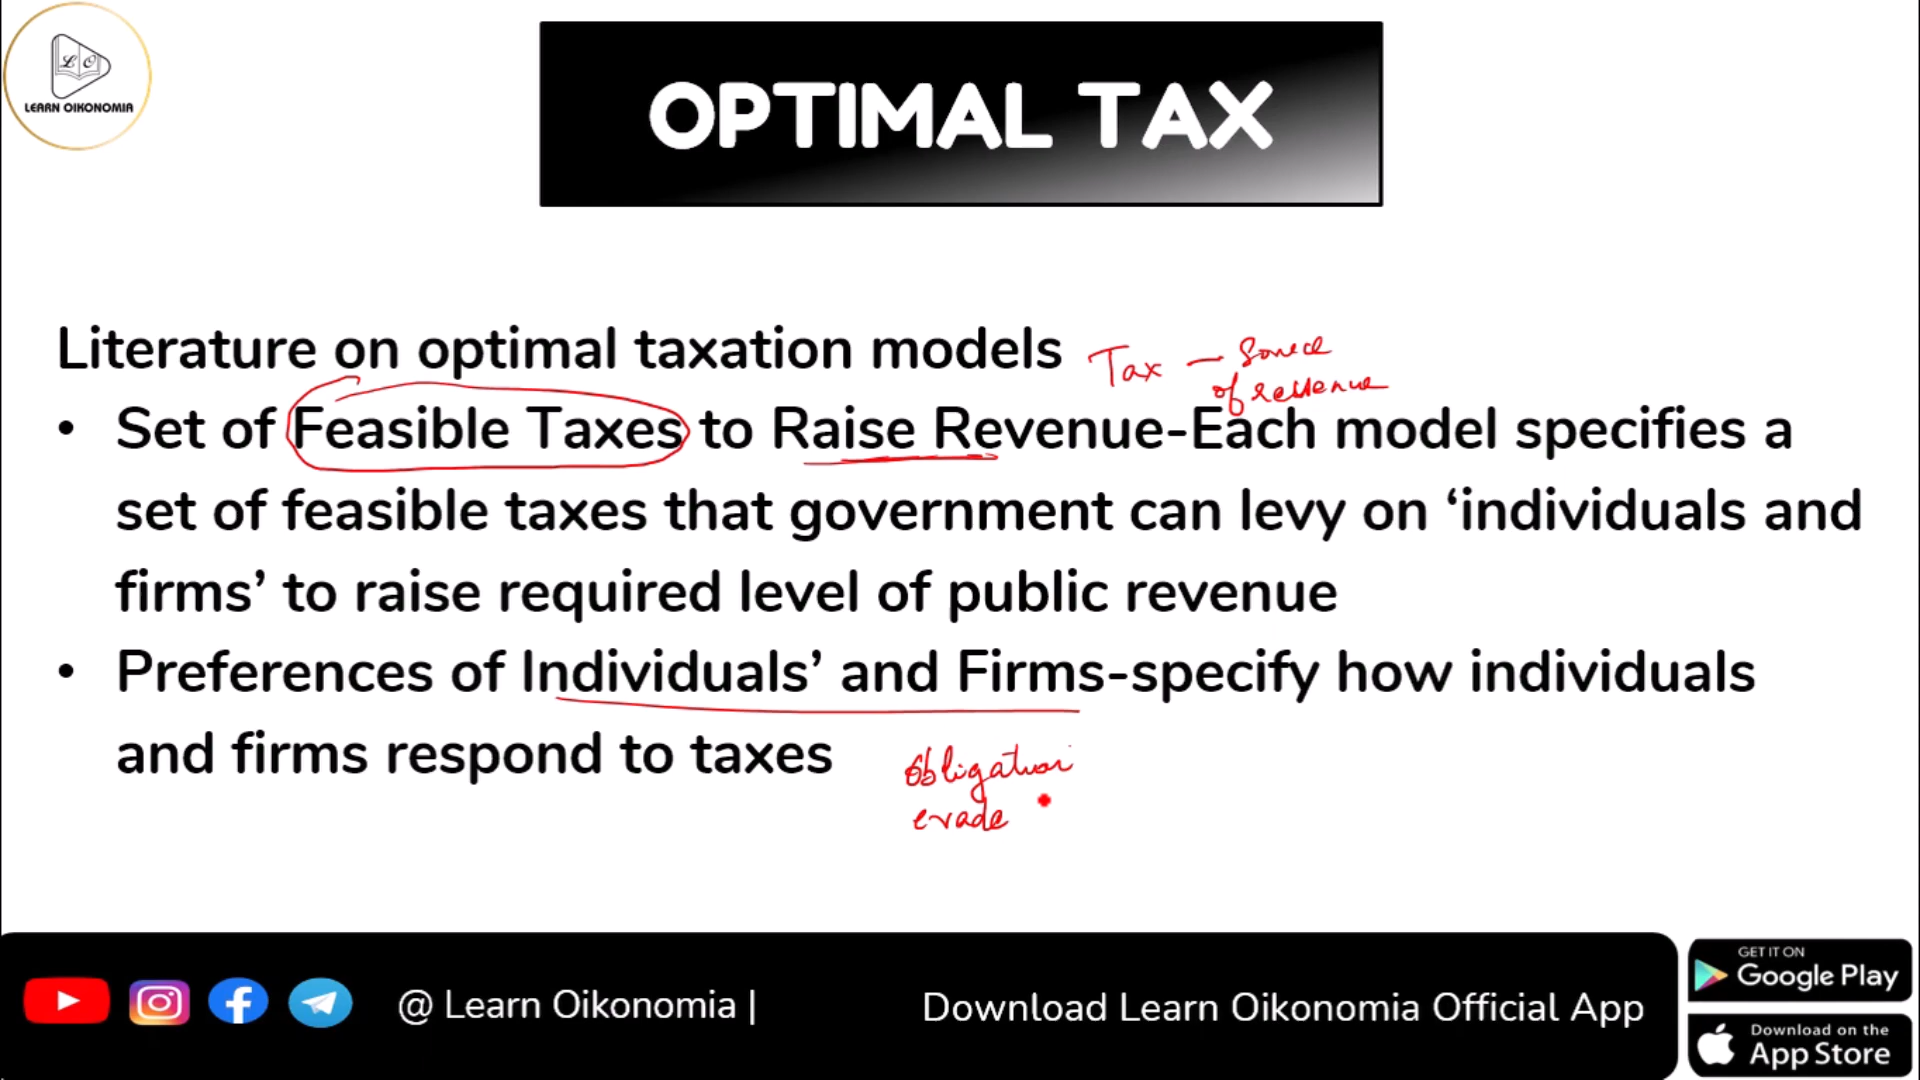 LO
LEARN OIKONOMIA
OPTIMAL TAX
Literature on optimal taxation models
Tax – Source
of revenue
• Set of Feasible Taxes to Raise Revenue-Each model specifies a
set of feasible taxes that government can levy on ‘individuals and
firms’ to raise required level of public revenue
• Preferences of Individuals’ and Firms-specify how individuals
and firms respond to taxes
obligation
evade
@ Learn Oikonomia |
Download Learn Oikonomia Official App
GET IT ON
Google Play
Download on the
App Store